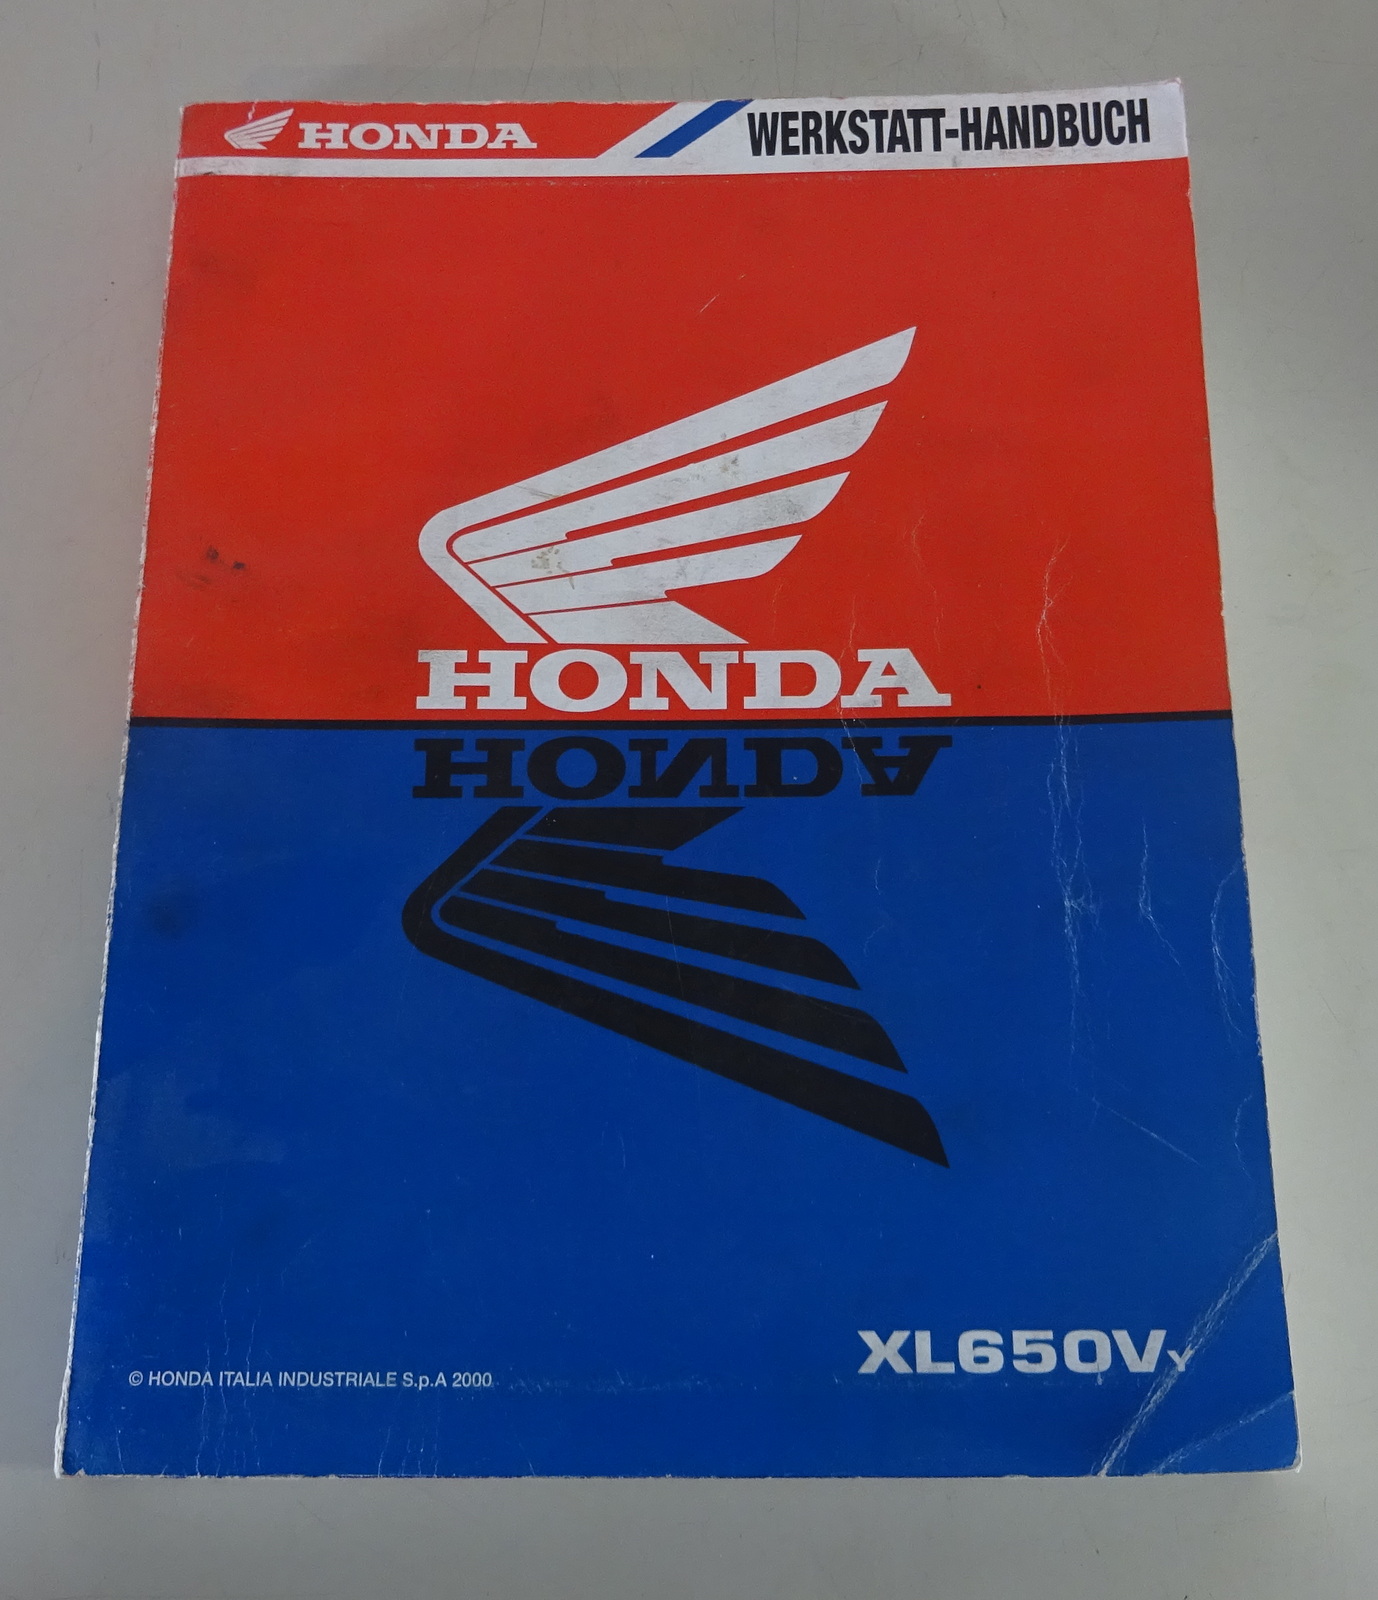 HONDA
WERKSTATT-HANDBUCH
HONDA
HONDA
XL650VY
© HONDA ITALIA INDUSTRIALE S.p.A 2000